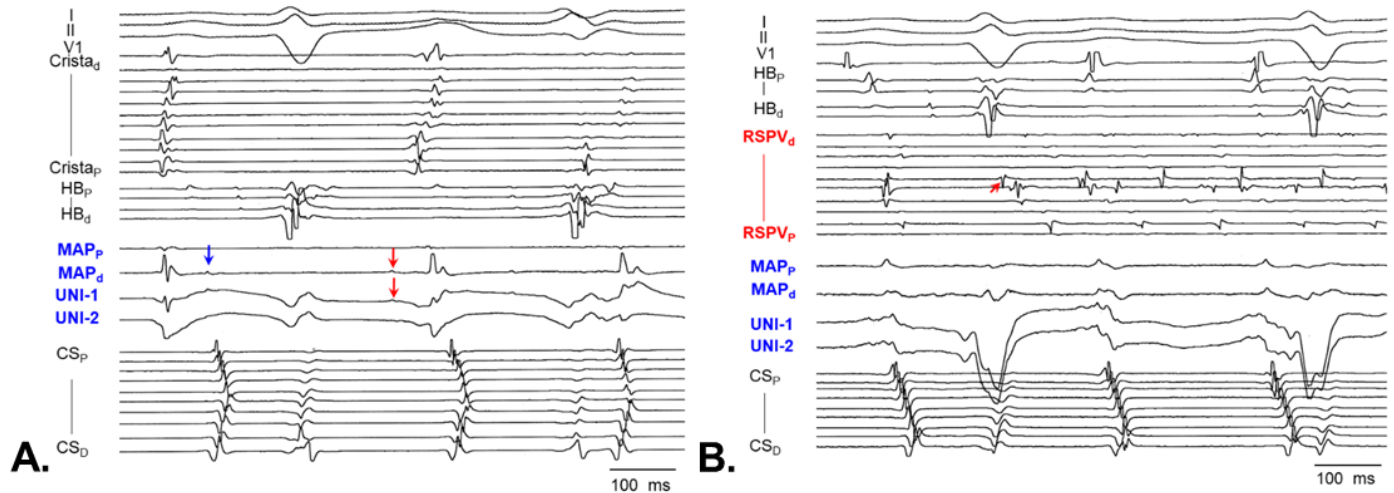 I
II
V1
Crista_d
Crista_P
HB_P
HB_d
MAP_P
MAP_d
UNI-1
UNI-2
CS_P
CS_D
A.
100 ms
I
II
V1
HB_P
HB_d
RSPV_d
RSPV_P
MAP_P
MAP_d
UNI-1
UNI-2
CS_P
CS_D
B.
100 ms